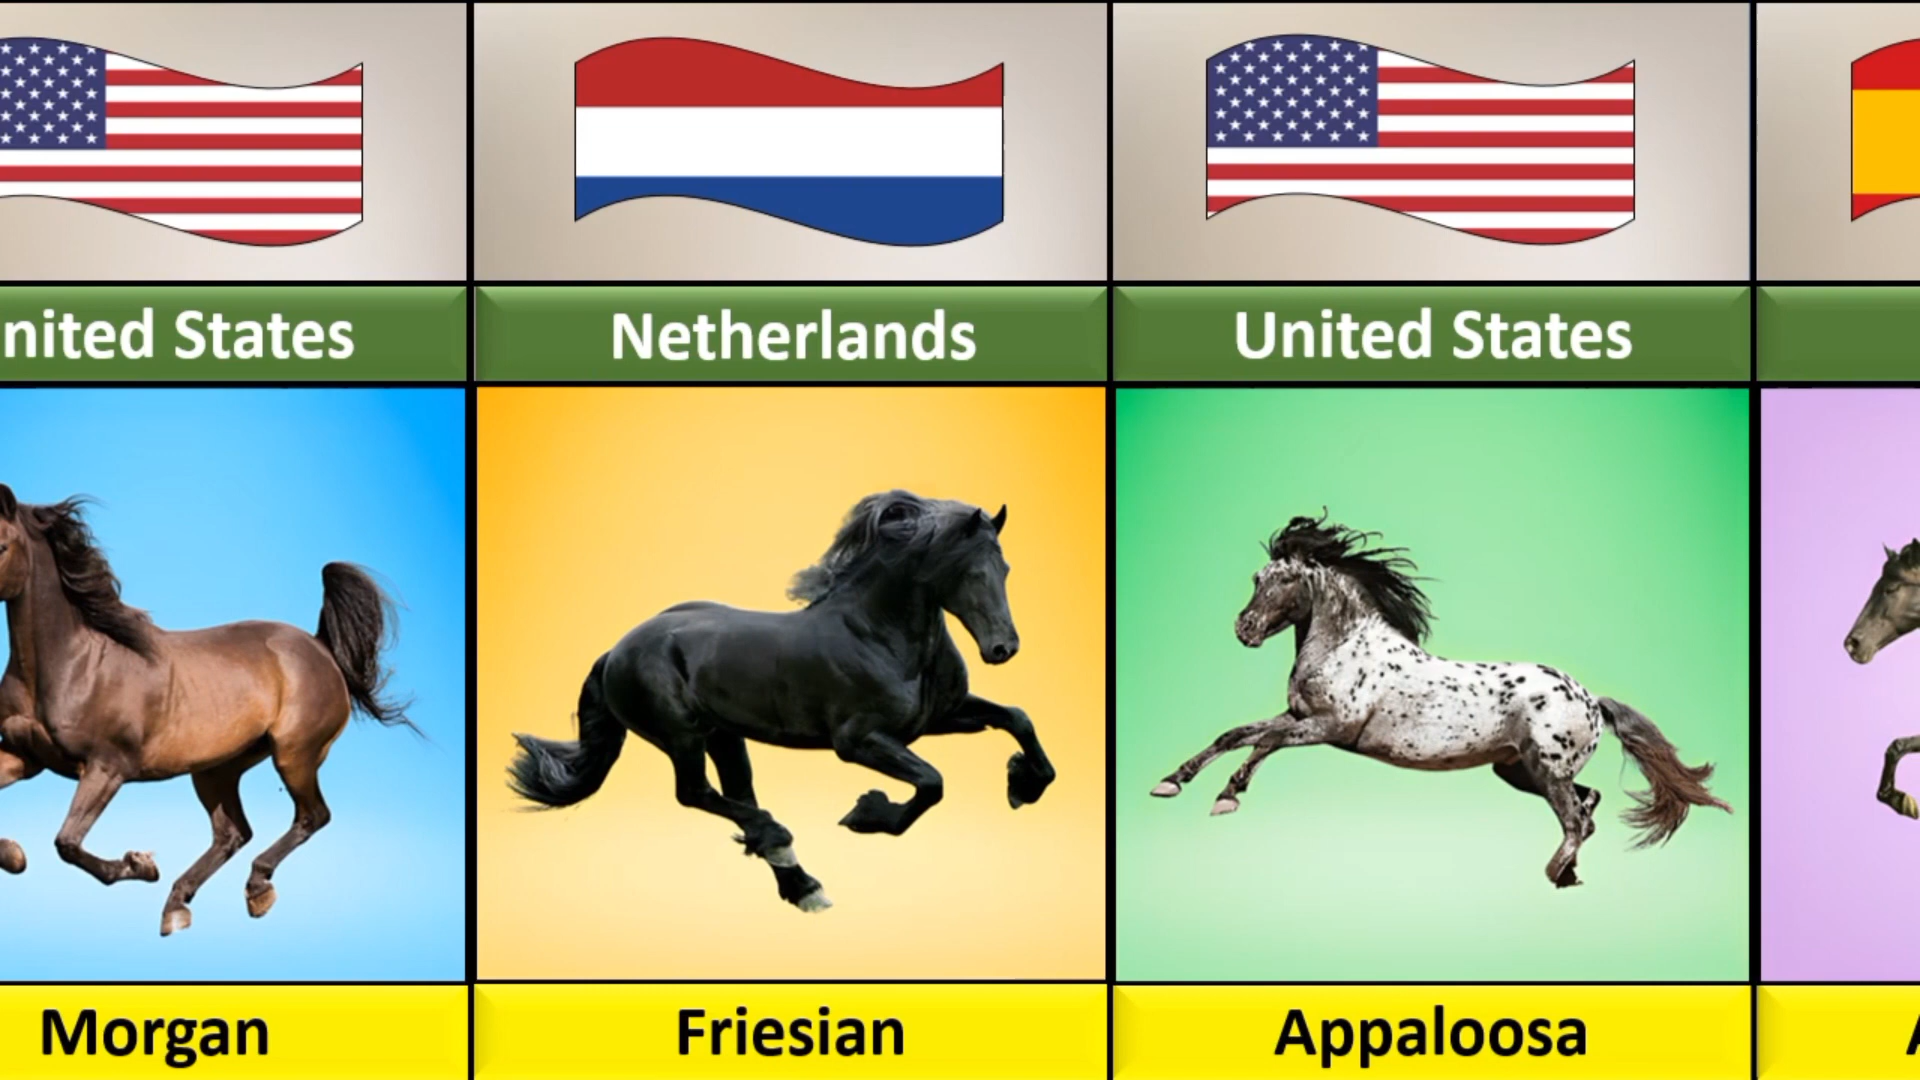 nited States
Netherlands
United States
Morgan
Friesian
Appaloosa